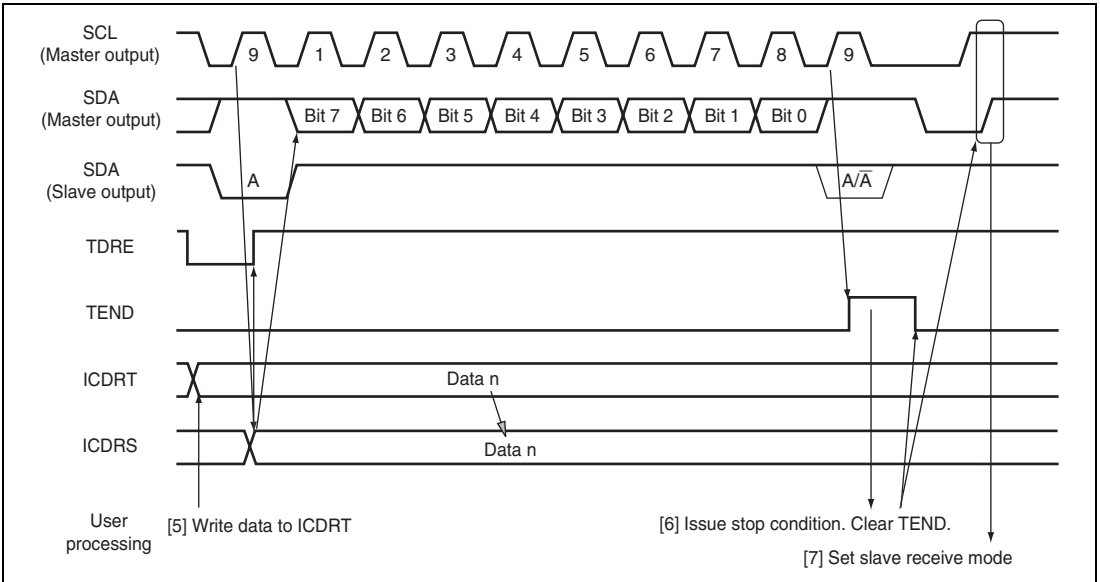 SCL
(Master output)
9 1 2 3 4 5 6 7 8 9
SDA
(Master output)
Bit 7 Bit 6 Bit 5 Bit 4 Bit 3 Bit 2 Bit 1 Bit 0
SDA
(Slave output)
A A/A̅
TDRE
TEND
ICDRT
Data n
ICDRS
Data n
User
processing
[5] Write data to ICDRT
[6] Issue stop condition. Clear TEND.
[7] Set slave receive mode